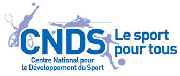 CNDS
Centre National pour
le Développement du Sport
Le sport
pour tous